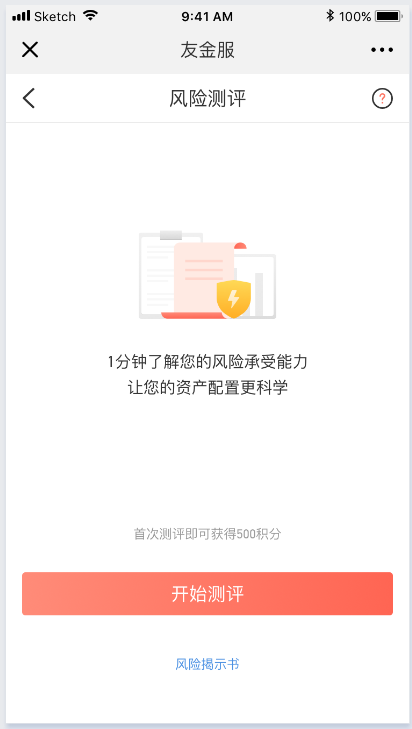 Sketch 9:41 AM 100%
友金服
风险测评
?
1分钟了解您的风险承受能力
让您的资产配置更科学
首次测评即可获得500积分
开始测评
风险揭示书